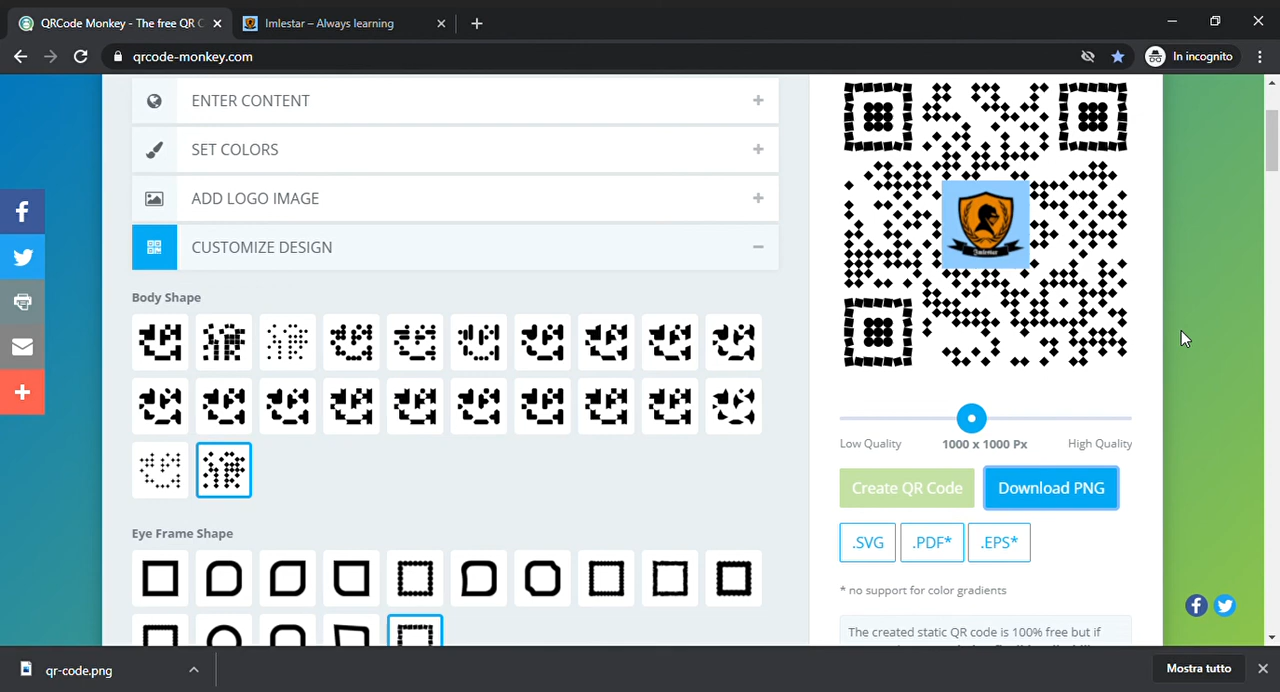 QRCode Monkey - The free QR C
Imlestar – Always learning
qrcode-monkey.com
In incognito
ENTER CONTENT
SET COLORS
ADD LOGO IMAGE
CUSTOMIZE DESIGN
Body Shape
Eye Frame Shape
Imlestar
Low Quality
1000 x 1000 Px
High Quality
Create QR Code
Download PNG
.SVG
.PDF*
.EPS*
* no support for color gradients
The created static QR code is 100% free but if
qr-code.png
Mostra tutto